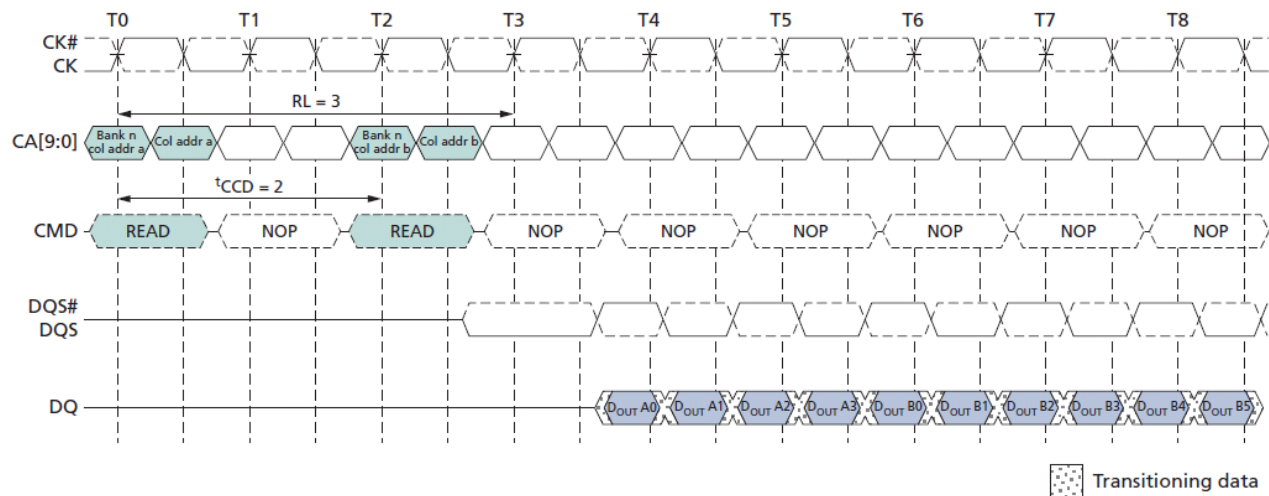 T0 T1 T2 T3 T4 T5 T6 T7 T8
CK#
CK
RL = 3
CA[9:0]
Bank n
col addr a
Col addr a
Bank n
col addr b
Col addr b
tCCD = 2
CMD READ NOP READ NOP NOP NOP NOP NOP NOP
DQS#
DQS
DQ DOUT A0 DOUT A1 DOUT A2 DOUT A3 DOUT B0 DOUT B1 DOUT B2 DOUT B3 DOUT B4 DOUT B5
Transitioning data